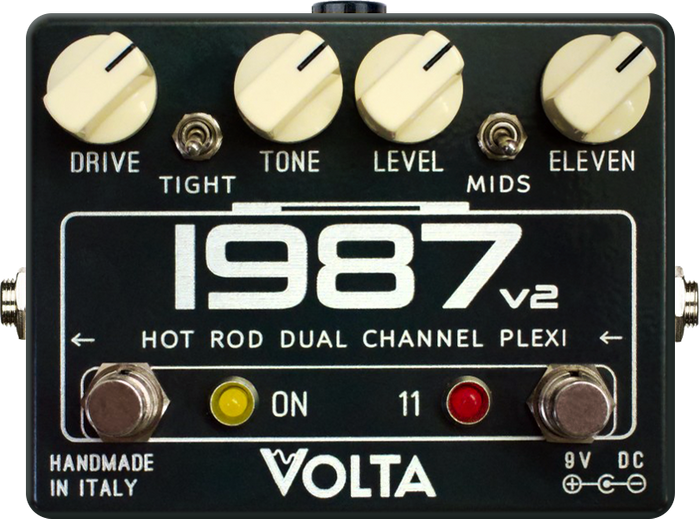 DRIVE TONE LEVEL ELEVEN
TIGHT MIDS
1987 v2
← HOT ROD DUAL CHANNEL PLEXI ←
ON 11
HANDMADE
IN ITALY
VOLTA
9V DC